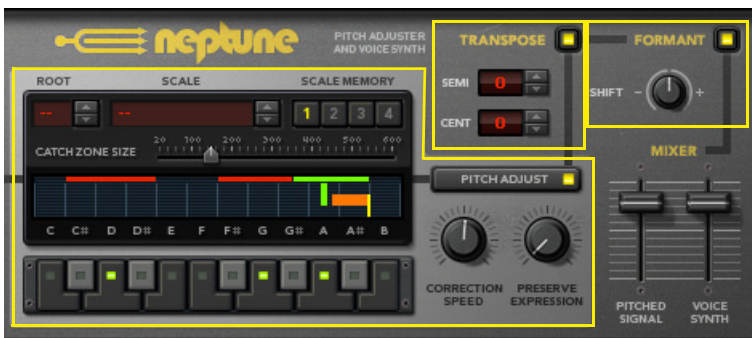 neptune
PITCH ADJUSTER
AND VOICE SYNTH
TRANSPOSE
FORMANT
ROOT SCALE SCALE MEMORY
SEMI 0
SHIFT - +
-- -- 1 2 3 4
CENT 0
20 100 200 300 400 500 600
CATCH ZONE SIZE
MIXER
PITCH ADJUST
C C# D D# E F F# G G# A A# B
CORRECTION
SPEED
PRESERVE
EXPRESSION
PITCHED
SIGNAL
VOICE
SYNTH